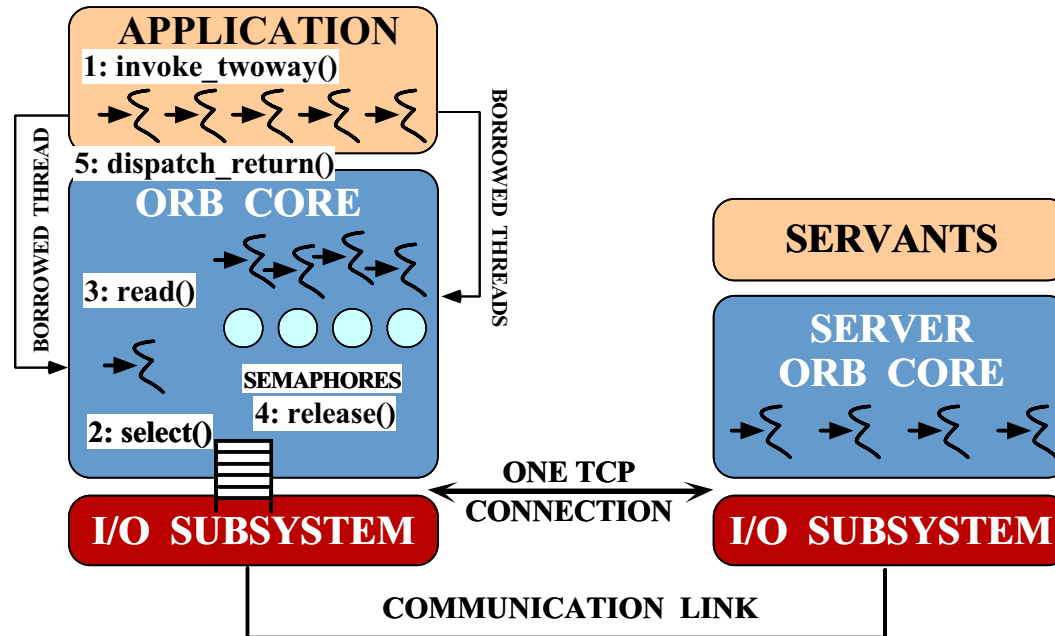 APPLICATION
1: invoke_twoway()
5: dispatch_return()
BORROWED THREAD
BORROWED THREADS
ORB CORE
3: read()
SEMAPHORES
4: release()
2: select()
I/O SUBSYSTEM
ONE TCP
CONNECTION
SERVANTS
SERVER
ORB CORE
I/O SUBSYSTEM
COMMUNICATION LINK